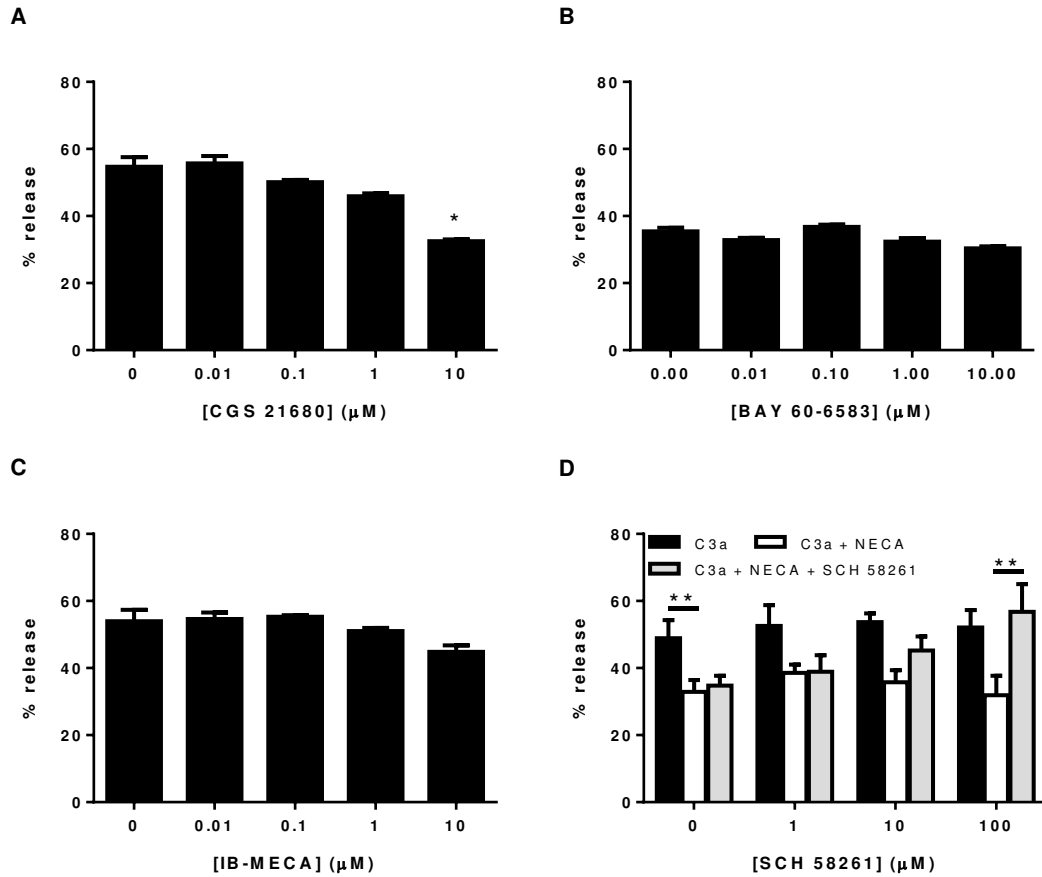 A
80
60
40
20
0
% release
*
0 0.01 0.1 1 10
[CGS 21680] (µM)
B
80
60
40
20
0
% release
0.00 0.01 0.10 1.00 10.00
[BAY 60-6583] (µM)
C
80
60
40
20
0
% release
0 0.01 0.1 1 10
[IB-MECA] (µM)
D
80
60
40
20
0
% release
C3a C3a + NECA
C3a + NECA + SCH 58261
**
**
0 1 10 100
[SCH 58261] (µM)